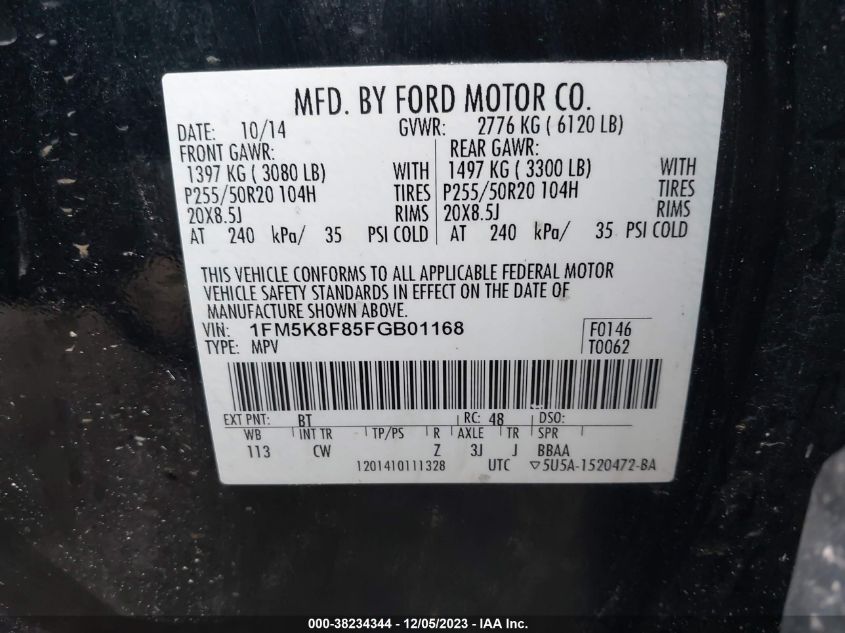 MFD. BY FORD MOTOR CO.
DATE: 10/14 GVWR: 2776 KG ( 6120 LB)
FRONT GAWR: REAR GAWR:
1397 KG ( 3080 LB) WITH 1497 KG ( 3300 LB) WITH
P255/50R20 104H TIRES P255/50R20 104H TIRES
20X8.5J RIMS 20X8.5J RIMS
AT 240 kPa/ 35 PSI COLD AT 240 kPa/ 35 PSI COLD
THIS VEHICLE CONFORMS TO ALL APPLICABLE FEDERAL MOTOR
VEHICLE SAFETY STANDARDS IN EFFECT ON THE DATE OF
MANUFACTURE SHOWN ABOVE.
VIN: 1FM5K8F85FGB01168 F0146
TYPE: MPV T0062
EXT PNT: BT RC: 48 DSO:
WB INT TR TP/PS R AXLE TR SPR
113 CW Z 3J J BBAA
1201410111328 UTC ▽5U5A-1520472-BA
000-38234344 - 12/05/2023 - IAA Inc.